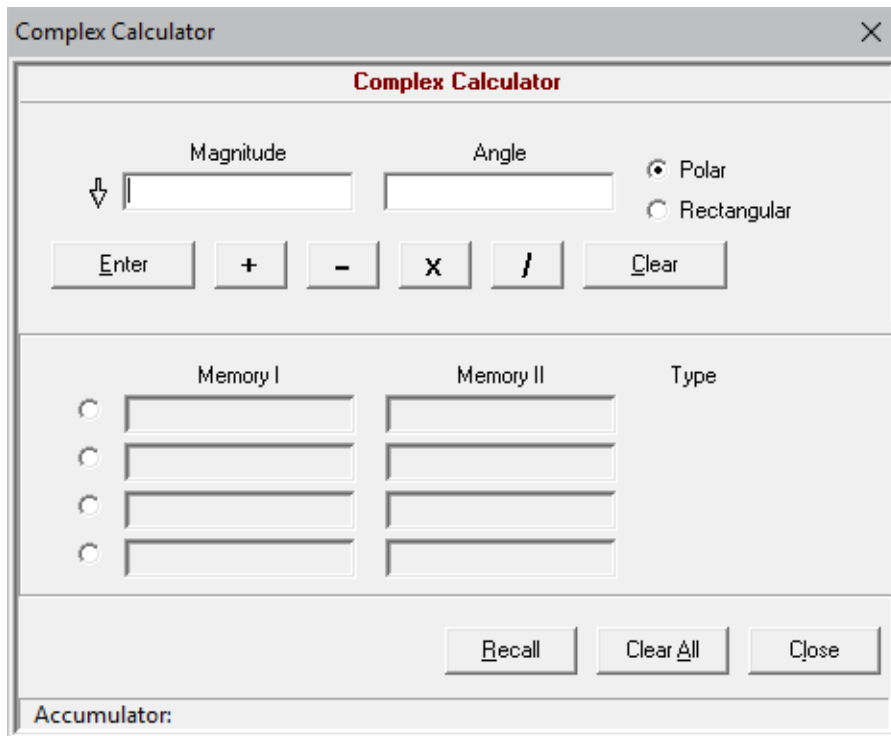 Complex Calculator
Complex Calculator
Magnitude Angle
Polar
Rectangular
Enter + - x / Clear
Memory I Memory II Type
Recall Clear All Close
Accumulator: